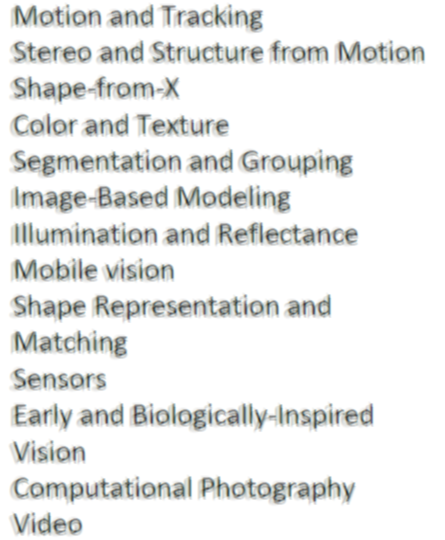 Motion and Tracking
Stereo and Structure from Motion
Shape-from-X
Color and Texture
Segmentation and Grouping
Image-Based Modeling
Illumination and Reflectance
Mobile vision
Shape Representation and
Matching
Sensors
Early and Biologically-Inspired
Vision
Computational Photography
Video